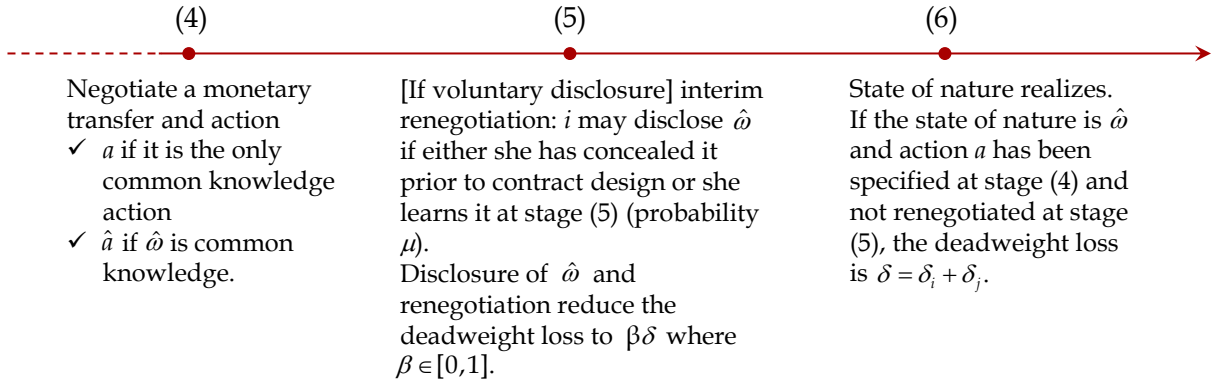 (4)
(5)
(6)
Negotiate a monetary
transfer and action
✓ a if it is the only
common knowledge
action
✓ â if ω̂ is common
knowledge.
[If voluntary disclosure] interim
renegotiation: i may disclose ω̂
if either she has concealed it
prior to contract design or she
learns it at stage (5) (probability
μ).
Disclosure of ω̂ and
renegotiation reduce the
deadweight loss to βδ where
β ∈ [0,1].
State of nature realizes.
If the state of nature is ω̂
and action a has been
specified at stage (4) and
not renegotiated at stage
(5), the deadweight loss
is δ = δᵢ + δⱼ.